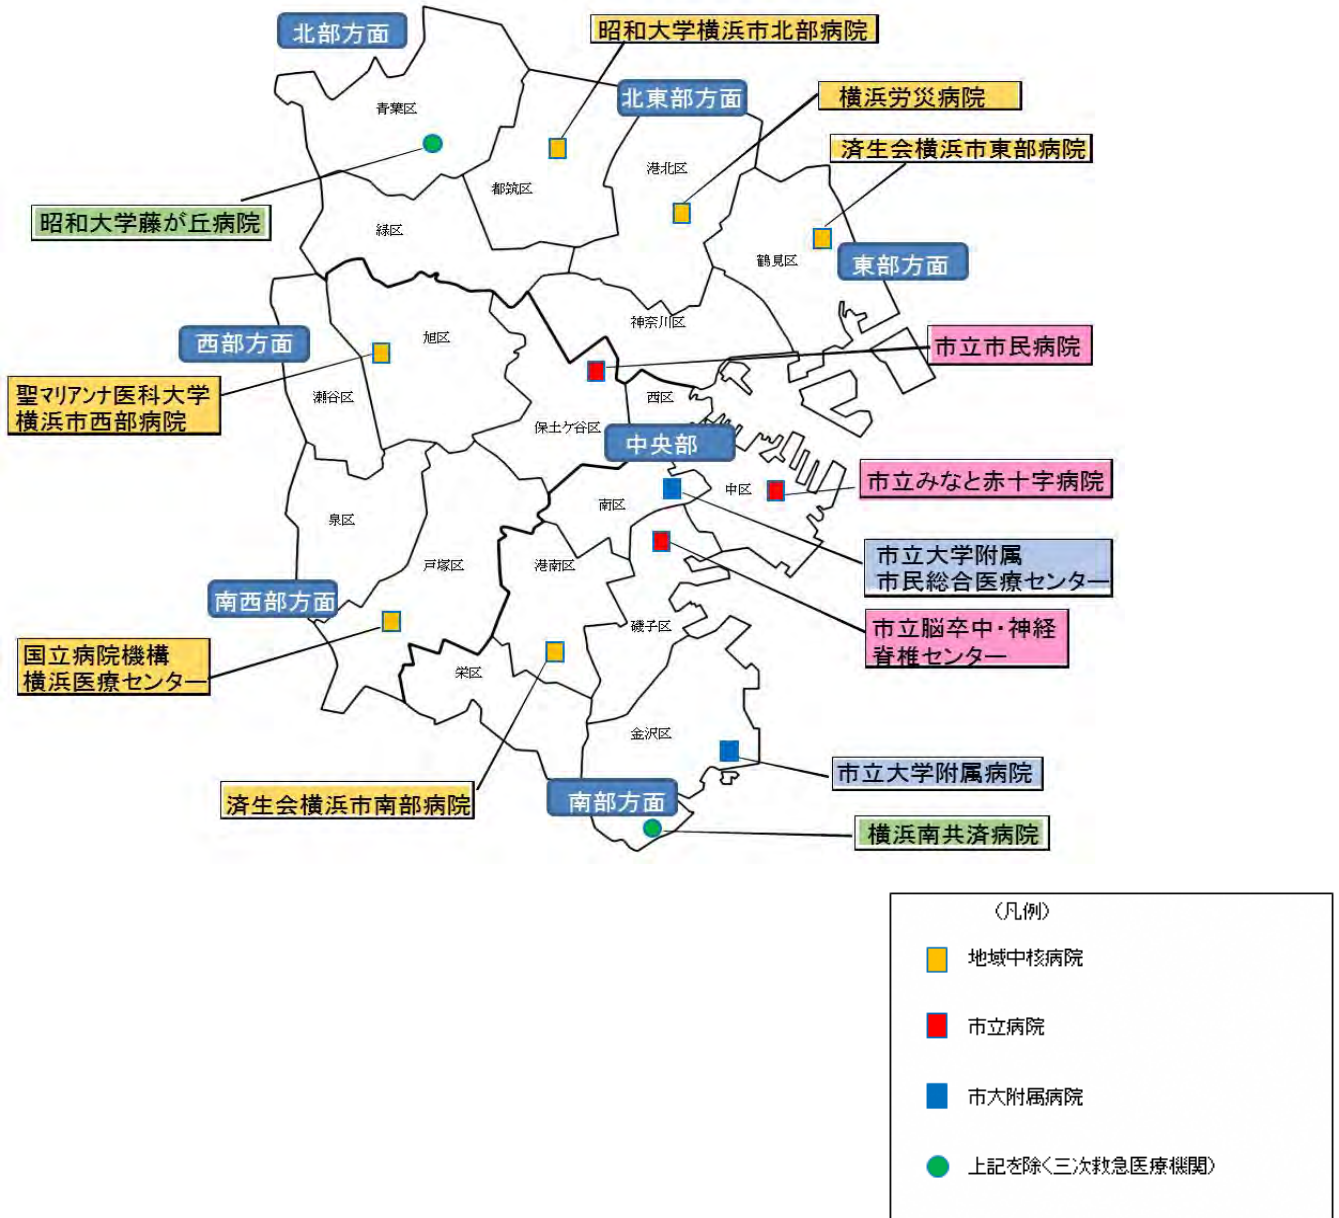 北部方面
昭和大学横浜市北部病院
北東部方面
横浜労災病院
青葉区
済生会横浜市東部病院
港北区
都筑区
昭和大学藤が丘病院
緑区
鶴見区
東部方面
神奈川区
西部方面
旭区
市立市民病院
聖マリアンナ医科大学
横浜市西部病院
瀬谷区
西区
保土ケ谷区
中央部
市立みなと赤十字病院
中区
南区
泉区
市立大学附属
市民総合医療センター
戸塚区
港南区
南西部方面
磯子区
市立脳卒中・神経
脊椎センター
国立病院機構
横浜医療センター
栄区
金沢区
市立大学附属病院
済生会横浜市南部病院
南部方面
横浜南共済病院
〈凡例〉
地域中核病院
市立病院
市大附属病院
上記を除く三次救急医療機関〉